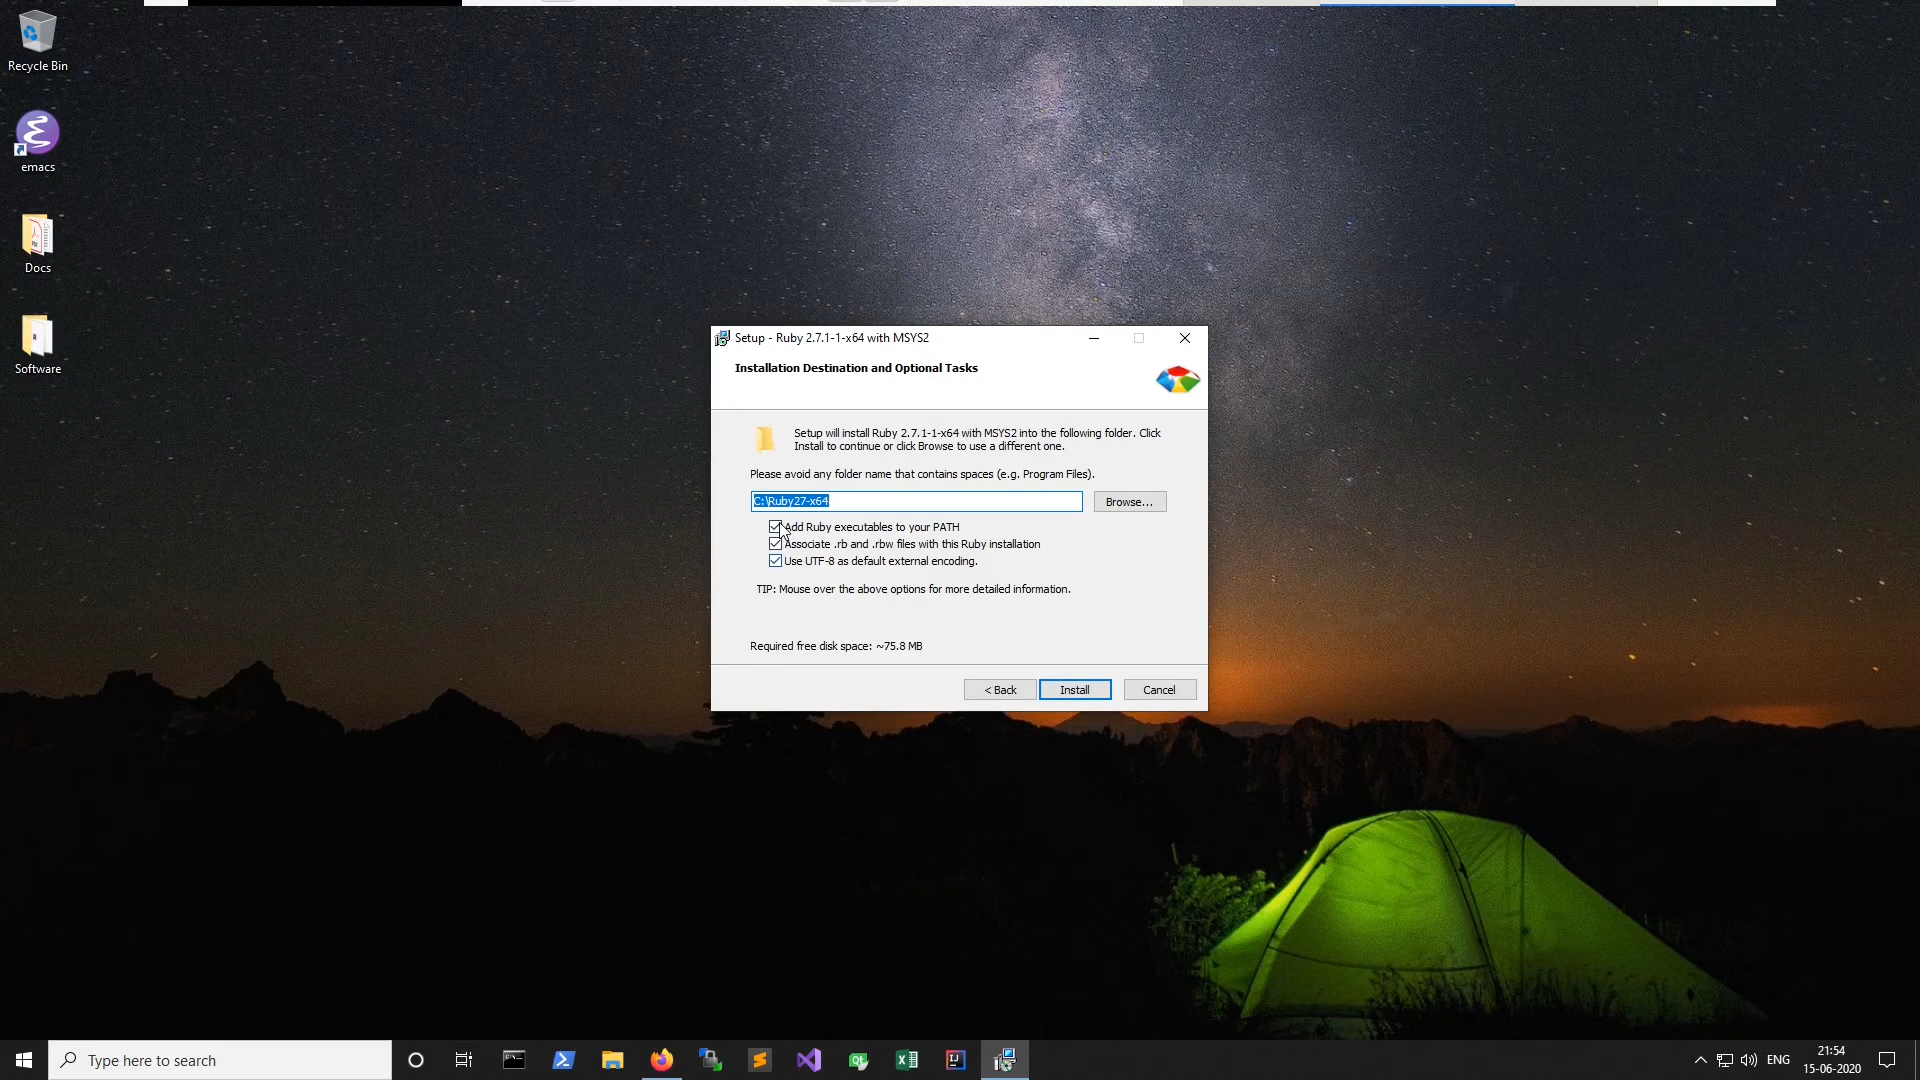 Recycle Bin
emacs
Docs
Software
Setup - Ruby 2.7.1-1-x64 with MSYS2
Installation Destination and Optional Tasks
Setup will install Ruby 2.7.1-1-x64 with MSYS2 into the following folder. Click
Install to continue or click Browse to use a different one.
Please avoid any folder name that contains spaces (e.g. Program Files).
C:\Ruby27-x64
Browse...
Add Ruby executables to your PATH
Associate .rb and .rbw files with this Ruby installation
Use UTF-8 as default external encoding.
TIP: Mouse over the above options for more detailed information.
Required free disk space: ~75.8 MB
< Back
Install
Cancel
Type here to search
ENG
21:54
15-06-2020